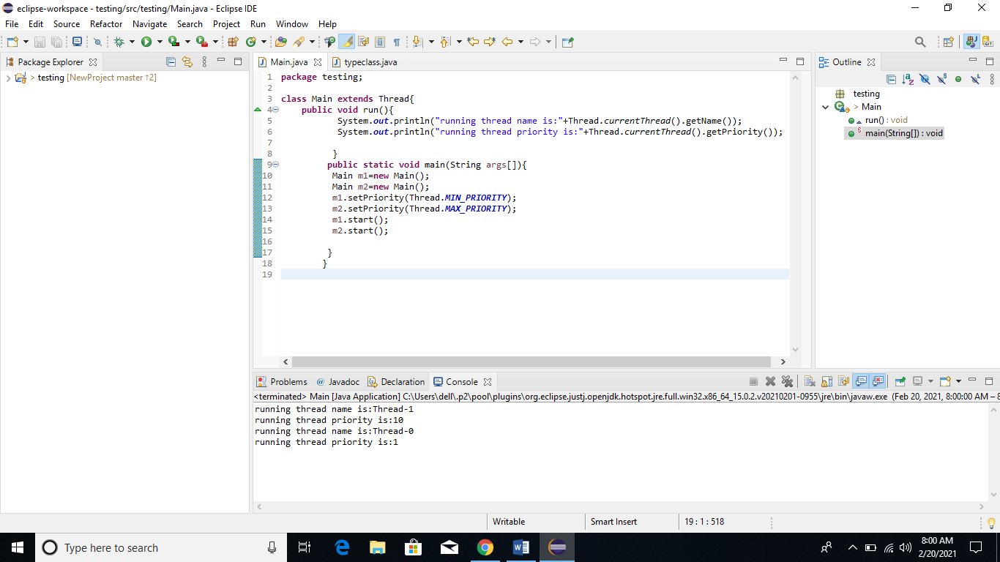 eclipse-workspace - testing/src/testing/Main.java - Eclipse IDE
File Edit Source Refactor Navigate Search Project Run Window Help
Package Explorer
> testing [NewProject master ↑2]
Main.java typeclass.java
1 package testing;
2
3 class Main extends Thread{
4 public void run(){
5 System.out.println("running thread name is:"+Thread.currentThread().getName());
6 System.out.println("running thread priority is:"+Thread.currentThread().getPriority());
7
8 }
9 public static void main(String args[]){
10 Main m1=new Main();
11 Main m2=new Main();
12 m1.setPriority(Thread.MIN_PRIORITY);
13 m2.setPriority(Thread.MAX_PRIORITY);
14 m1.start();
15 m2.start();
16
17 }
18 }
19
Outline
testing
> Main
run() : void
main(String[]) : void
Problems @ Javadoc Declaration Console
<terminated> Main [Java Application] C:\Users\dell\.p2\pool\plugins\org.eclipse.justj.openjdk.hotspot.jre.full.win32.x86_64_15.0.2.v20210201-0955\jre\bin\javaw.exe (Feb 20, 2021, 8:00:00 AM – 8
running thread name is:Thread-1
running thread priority is:10
running thread name is:Thread-0
running thread priority is:1
Writable Smart Insert 19 : 1 : 518
Type here to search
8:00 AM
2/20/2021